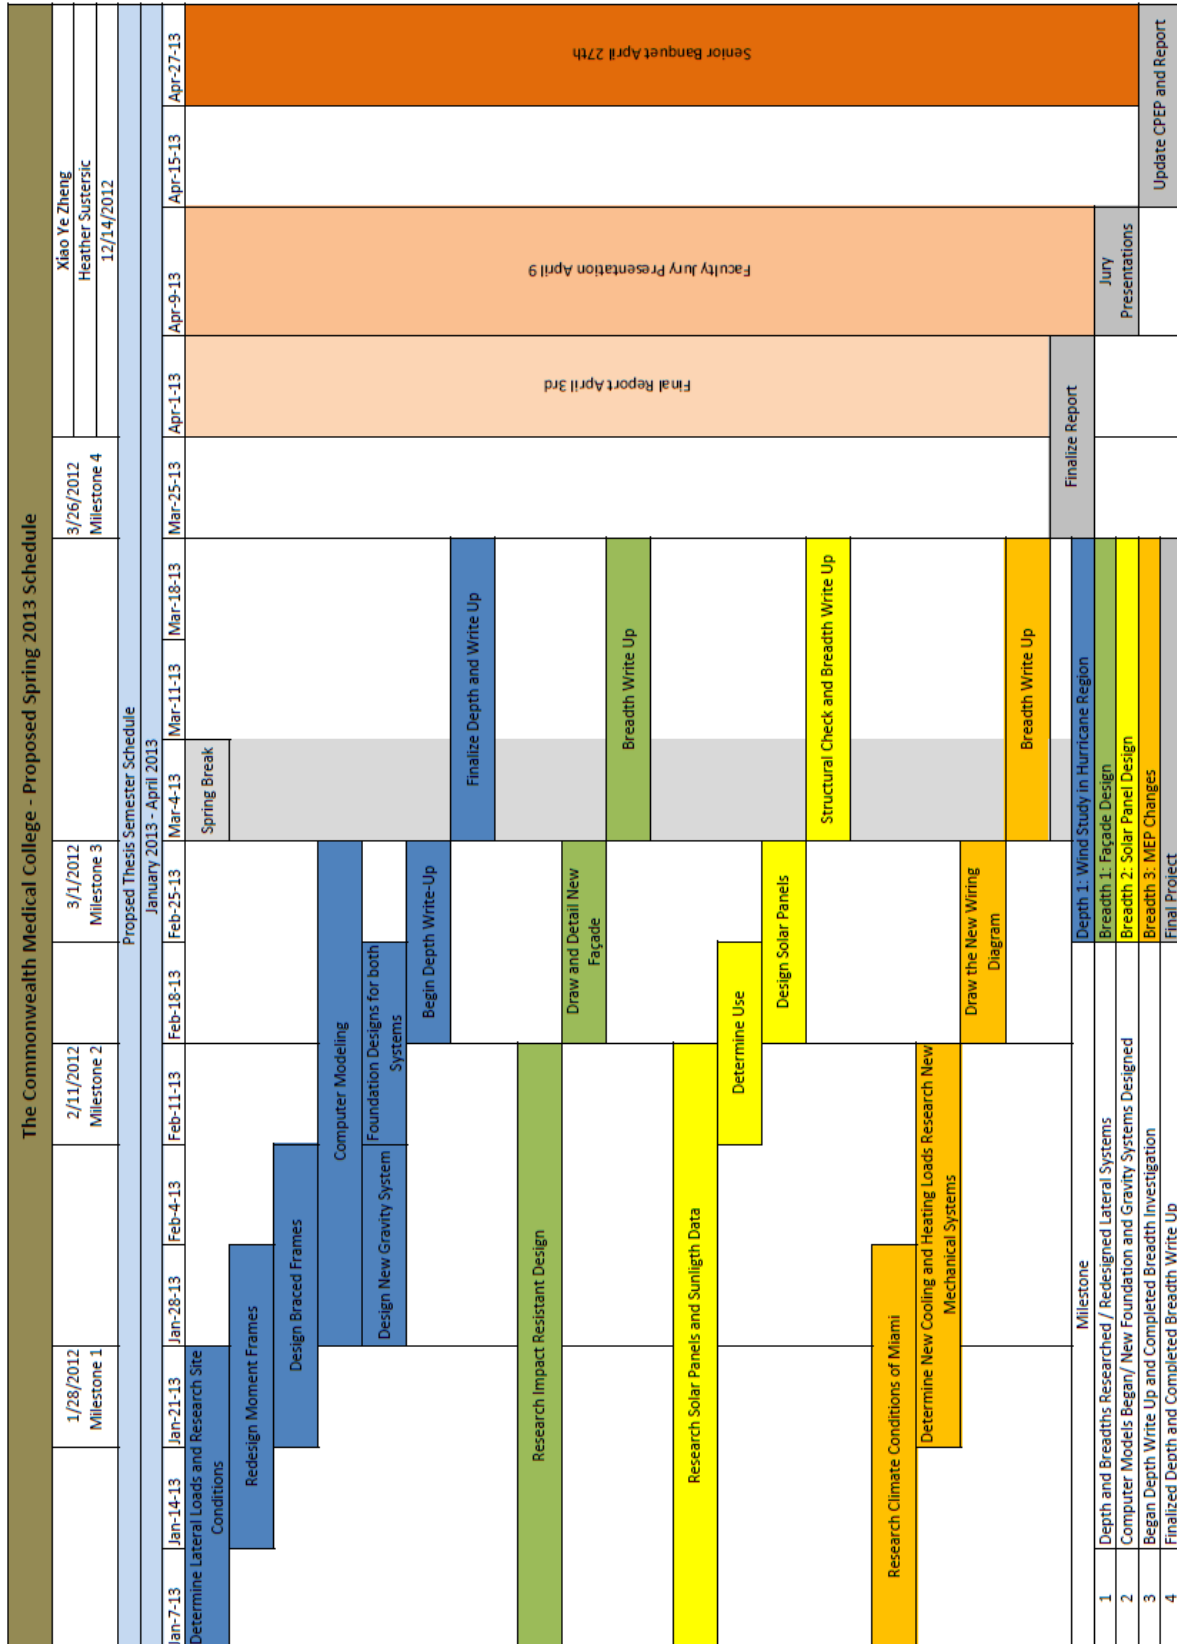 The Commonwealth Medical College - Proposed Spring 2013 Schedule
1/28/2012
Milestone 1
2/11/2012
Milestone 2
3/1/2012
Milestone 3
3/26/2012
Milestone 4
Xiao Ye Zheng
Heather Sustersic
12/14/2012
Propsed Thesis Semester Schedule
January 2013 - April 2013
Jan-7-13 Jan-14-13 Jan-21-13 Jan-28-13 Feb-4-13 Feb-11-13 Feb-18-13 Feb-25-13 Mar-4-13 Mar-11-13 Mar-18-13 Mar-25-13 Apr-1-13 Apr-9-13 Apr-15-13 Apr-27-13
Determine Lateral Loads and Research Site
Conditions
Spring Break
Redesign Moment Frames
Design Braced Frames
Computer Modeling
Design New Gravity System
Foundation Designs for both
Systems
Begin Depth Write-Up
Finalize Depth and Write Up
Research Impact Resistant Design
Draw and Detail New
Façade
Breadth Write Up
Research Solar Panels and Sunligth Data
Determine Use
Design Solar Panels
Structural Check and Breadth Write Up
Research Climate Conditions of Miami
Determine New Cooling and Heating Loads Research New
Mechanical Systems
Draw the New Wiring
Diagram
Breadth Write Up
Final Report April 3rd
Faculty Jury Presentation April 9
Senior Banquet April 27th
Finalize Report
Jury
Presentations
Update CPEP and Report
Milestone
1 Depth and Breadths Researched / Redesigned Lateral Systems
2 Computer Models Began/ New Foundation and Gravity Systems Designed
3 Began Depth Write Up and Completed Breadth Investigation
4 Finalized Depth and Completed Breadth Write Up
Depth 1: Wind Study in Hurricane Region
Breadth 1: Façade Design
Breadth 2: Solar Panel Design
Breadth 3: MEP Changes
Final Project